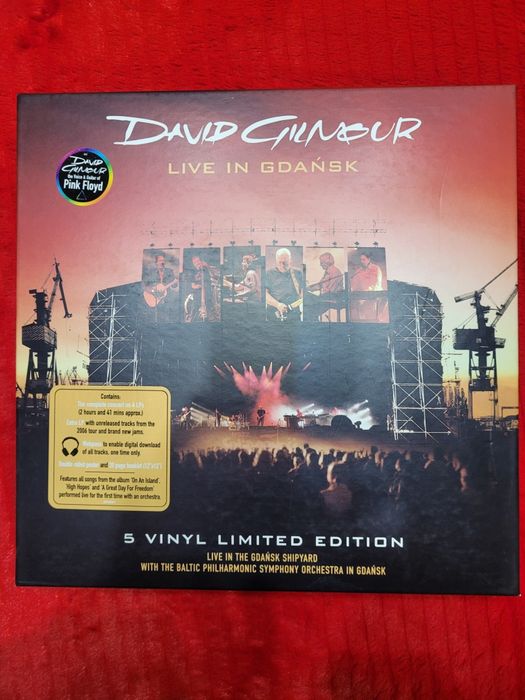 DAVID GILMOUR
LIVE IN GDAŃSK
DAVID
GILMOUR
the Voice & Guitar of
Pink Floyd
Contains:
The complete concert on 4 LPs
(2 hours and 41 mins approx.)
Extra LP with unreleased tracks from the
2006 tour and brand new jams.
Webpass to enable digital download
of all tracks, one time only.
Double-sided poster and page booklet (12"x12")
Features all songs from the album 'On An Island'.
'High Hopes' and 'A Great Day For Freedom'
performed live for the first time with an orchestra.
5 VINYL LIMITED EDITION
LIVE IN THE GDAŃSK SHIPYARD
WITH THE BALTIC PHILHARMONIC SYMPHONY ORCHESTRA IN GDAŃSK